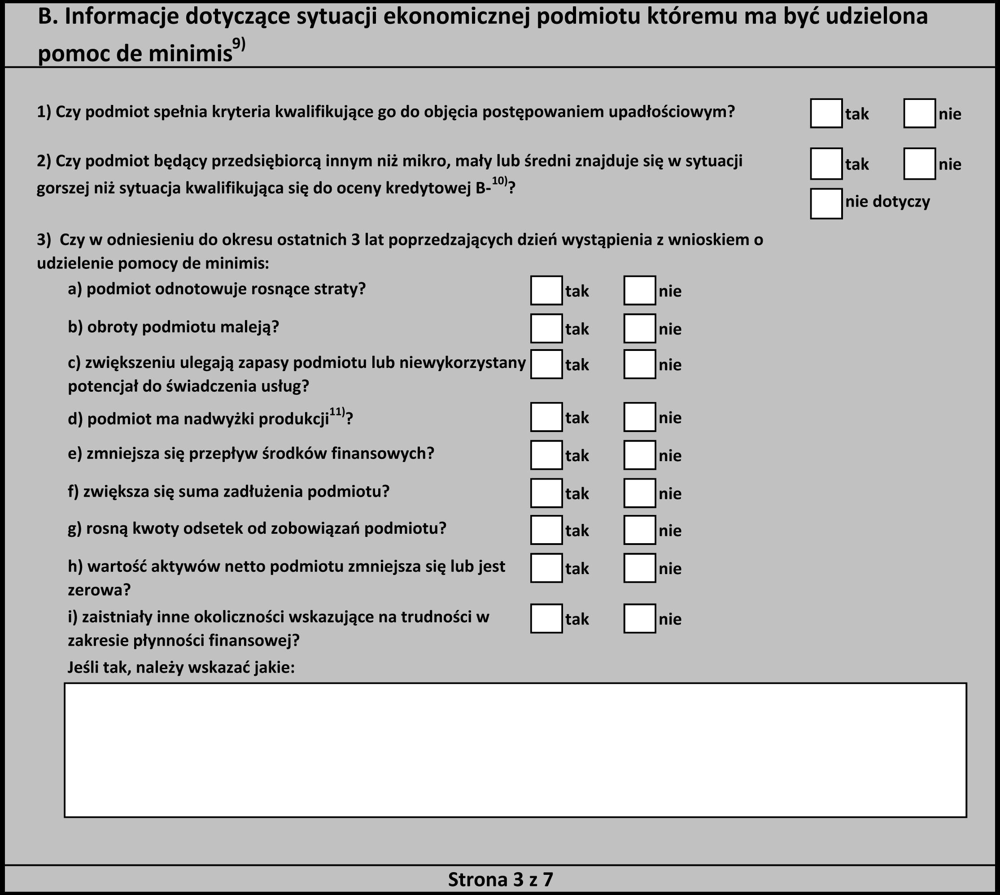 B. Informacje dotyczące sytuacji ekonomicznej podmiotu któremu ma być udzielona
pomoc de minimis9)
1) Czy podmiot spełnia kryteria kwalifikujące go do objęcia postępowaniem upadłościowym? tak nie
2) Czy podmiot będący przedsiębiorcą innym niż mikro, mały lub średni znajduje się w sytuacji tak nie
gorszej niż sytuacja kwalifikująca się do oceny kredytowej B-10)?
nie dotyczy
3) Czy w odniesieniu do okresu ostatnich 3 lat poprzedzających dzień wystąpienia z wnioskiem o
udzielenie pomocy de minimis:
a) podmiot odnotowuje rosnące straty? tak nie
b) obroty podmiotu maleją? tak nie
c) zwiększeniu ulegają zapasy podmiotu lub niewykorzystany tak nie
potencjał do świadczenia usług?
d) podmiot ma nadwyżki produkcji11)? tak nie
e) zmniejsza się przepływ środków finansowych? tak nie
f) zwiększa się suma zadłużenia podmiotu? tak nie
g) rosną kwoty odsetek od zobowiązań podmiotu? tak nie
h) wartość aktywów netto podmiotu zmniejsza się lub jest tak nie
zerowa?
i) zaistniały inne okoliczności wskazujące na trudności w tak nie
zakresie płynności finansowej?
Jeśli tak, należy wskazać jakie:
Strona 3 z 7